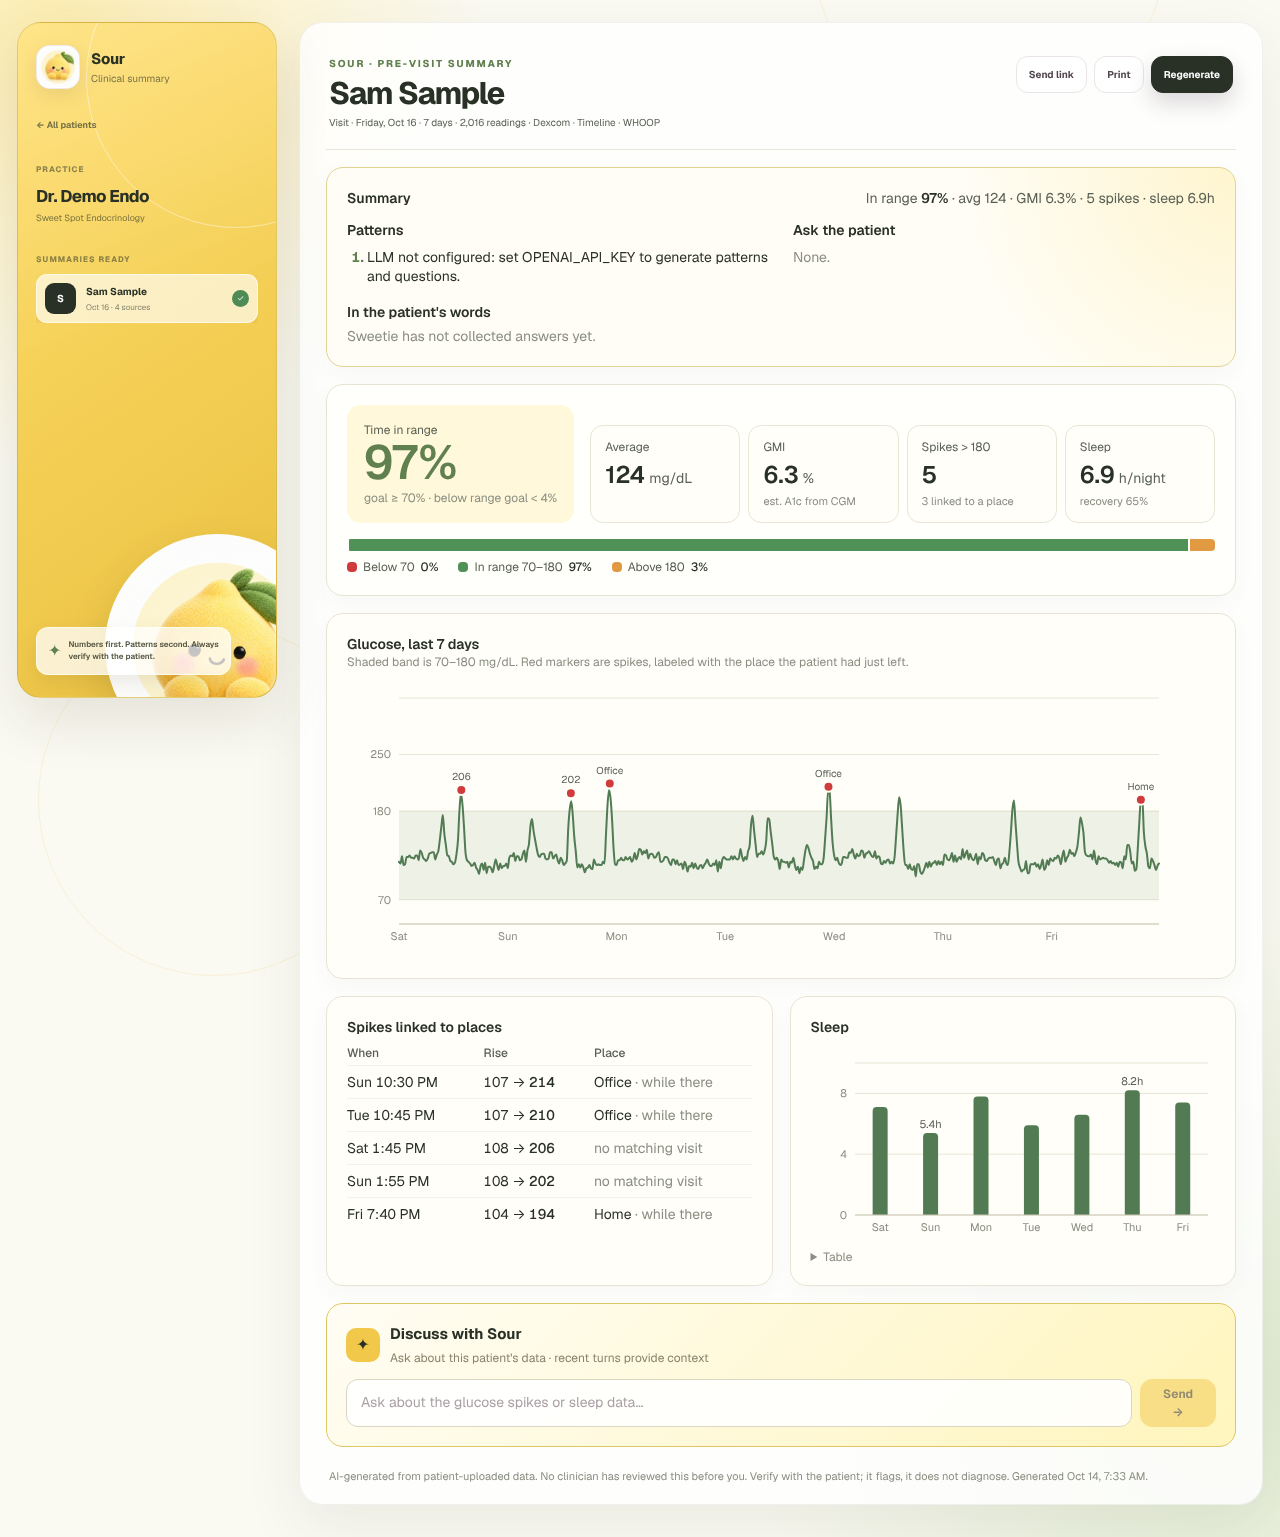 Sour
Clinical summary
← All patients
PRACTICE
Dr. Demo Endo
Sweet Spot Endocrinology
SUMMARIES READY
S
Sam Sample
Oct 16 · 4 sources
✓
✦
Numbers first. Patterns second. Always
verify with the patient.
SOUR · PRE-VISIT SUMMARY
Sam Sample
Visit · Friday, Oct 16 · 7 days · 2,016 readings · Dexcom · Timeline · WHOOP
Send link
Print
Regenerate
Summary
In range 97% · avg 124 · GMI 6.3% · 5 spikes · sleep 6.9h
Patterns
1. LLM not configured: set OPENAI_API_KEY to generate patterns
and questions.
Ask the patient
None.
In the patient's words
Sweetie has not collected answers yet.
Time in range
97%
goal ≥ 70% · below range goal < 4%
Average
124 mg/dL
GMI
6.3 %
est. A1c from CGM
Spikes > 180
5
3 linked to a place
Sleep
6.9 h/night
recovery 65%
Below 70 0%
In range 70–180 97%
Above 180 3%
Glucose, last 7 days
Shaded band is 70–180 mg/dL. Red markers are spikes, labeled with the place the patient had just left.
250
180
70
206
202
Office
Office
Home
Sat
Sun
Mon
Tue
Wed
Thu
Fri
Spikes linked to places
When Rise Place
Sun 10:30 PM 107 → 214 Office · while there
Tue 10:45 PM 107 → 210 Office · while there
Sat 1:45 PM 108 → 206 no matching visit
Sun 1:55 PM 108 → 202 no matching visit
Fri 7:40 PM 104 → 194 Home · while there
Sleep
8
4
0
5.4h
8.2h
Sat
Sun
Mon
Tue
Wed
Thu
Fri
▶ Table
✦
Discuss with Sour
Ask about this patient's data · recent turns provide context
Ask about the glucose spikes or sleep data…
Send
→
AI-generated from patient-uploaded data. No clinician has reviewed this before you. Verify with the patient; it flags, it does not diagnose. Generated Oct 14, 7:33 AM.